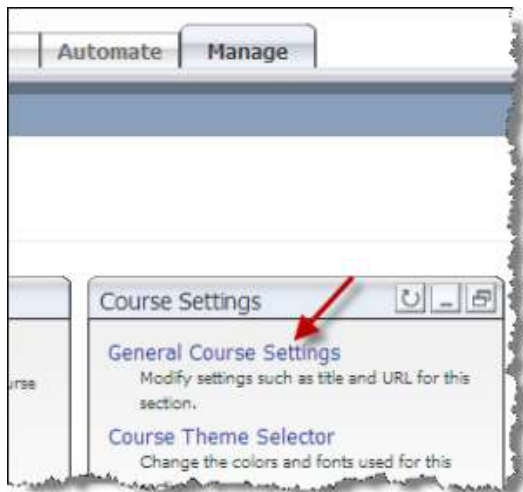 Automate
Manage
Course Settings
General Course Settings
Modify settings such as title and URL for this
section.
Course Theme Selector
Change the colors and fonts used for this